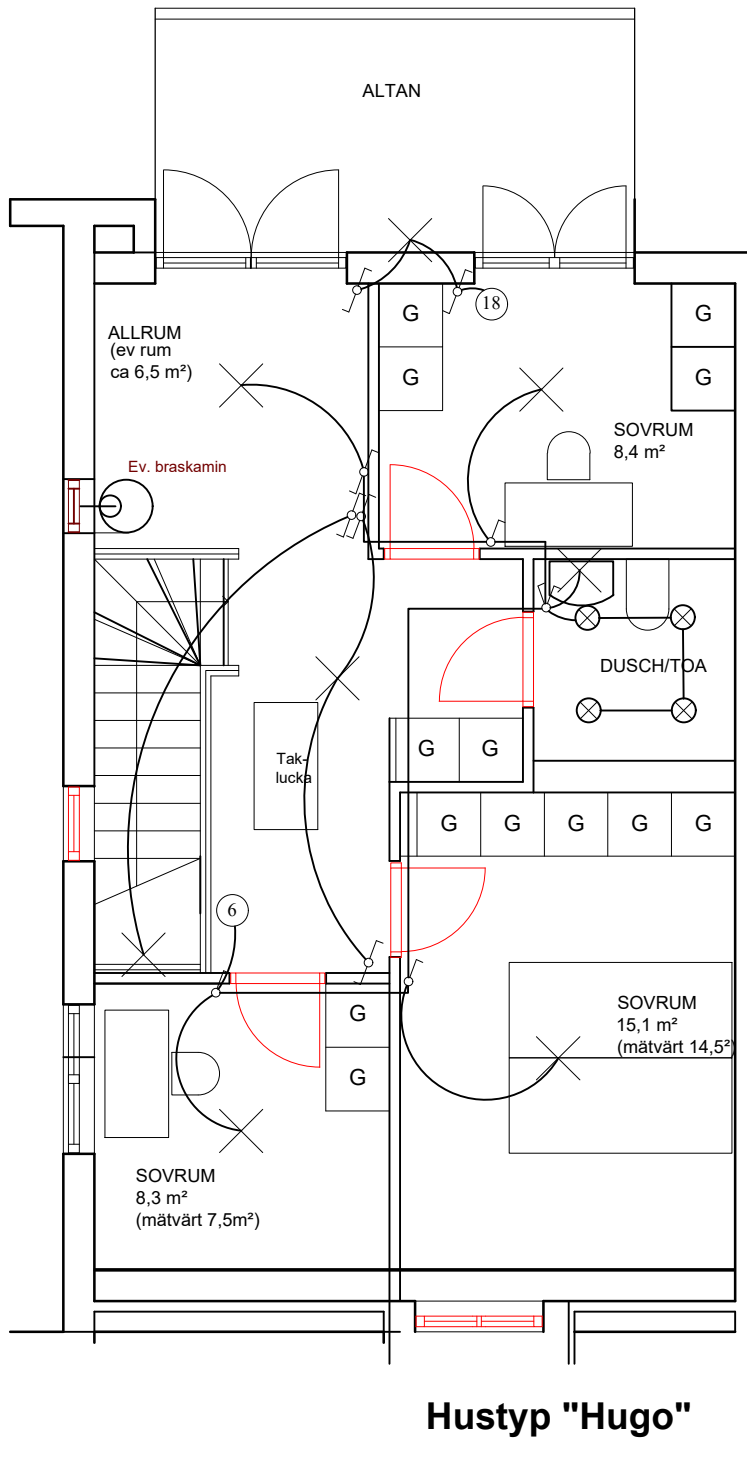 ALTAN
18
ALLRUM
(ev rum
ca 6,5 m²)
G
G
G
G
SOVRUM
8,4 m²
Ev. braskamin
DUSCH/TOA
G
G
Tak-
lucka
G
G
G
G
G
6
SOVRUM
15,1 m²
(mätvärt 14,5²)
G
G
SOVRUM
8,3 m²
(mätvärt 7,5m²)
Hustyp "Hugo"